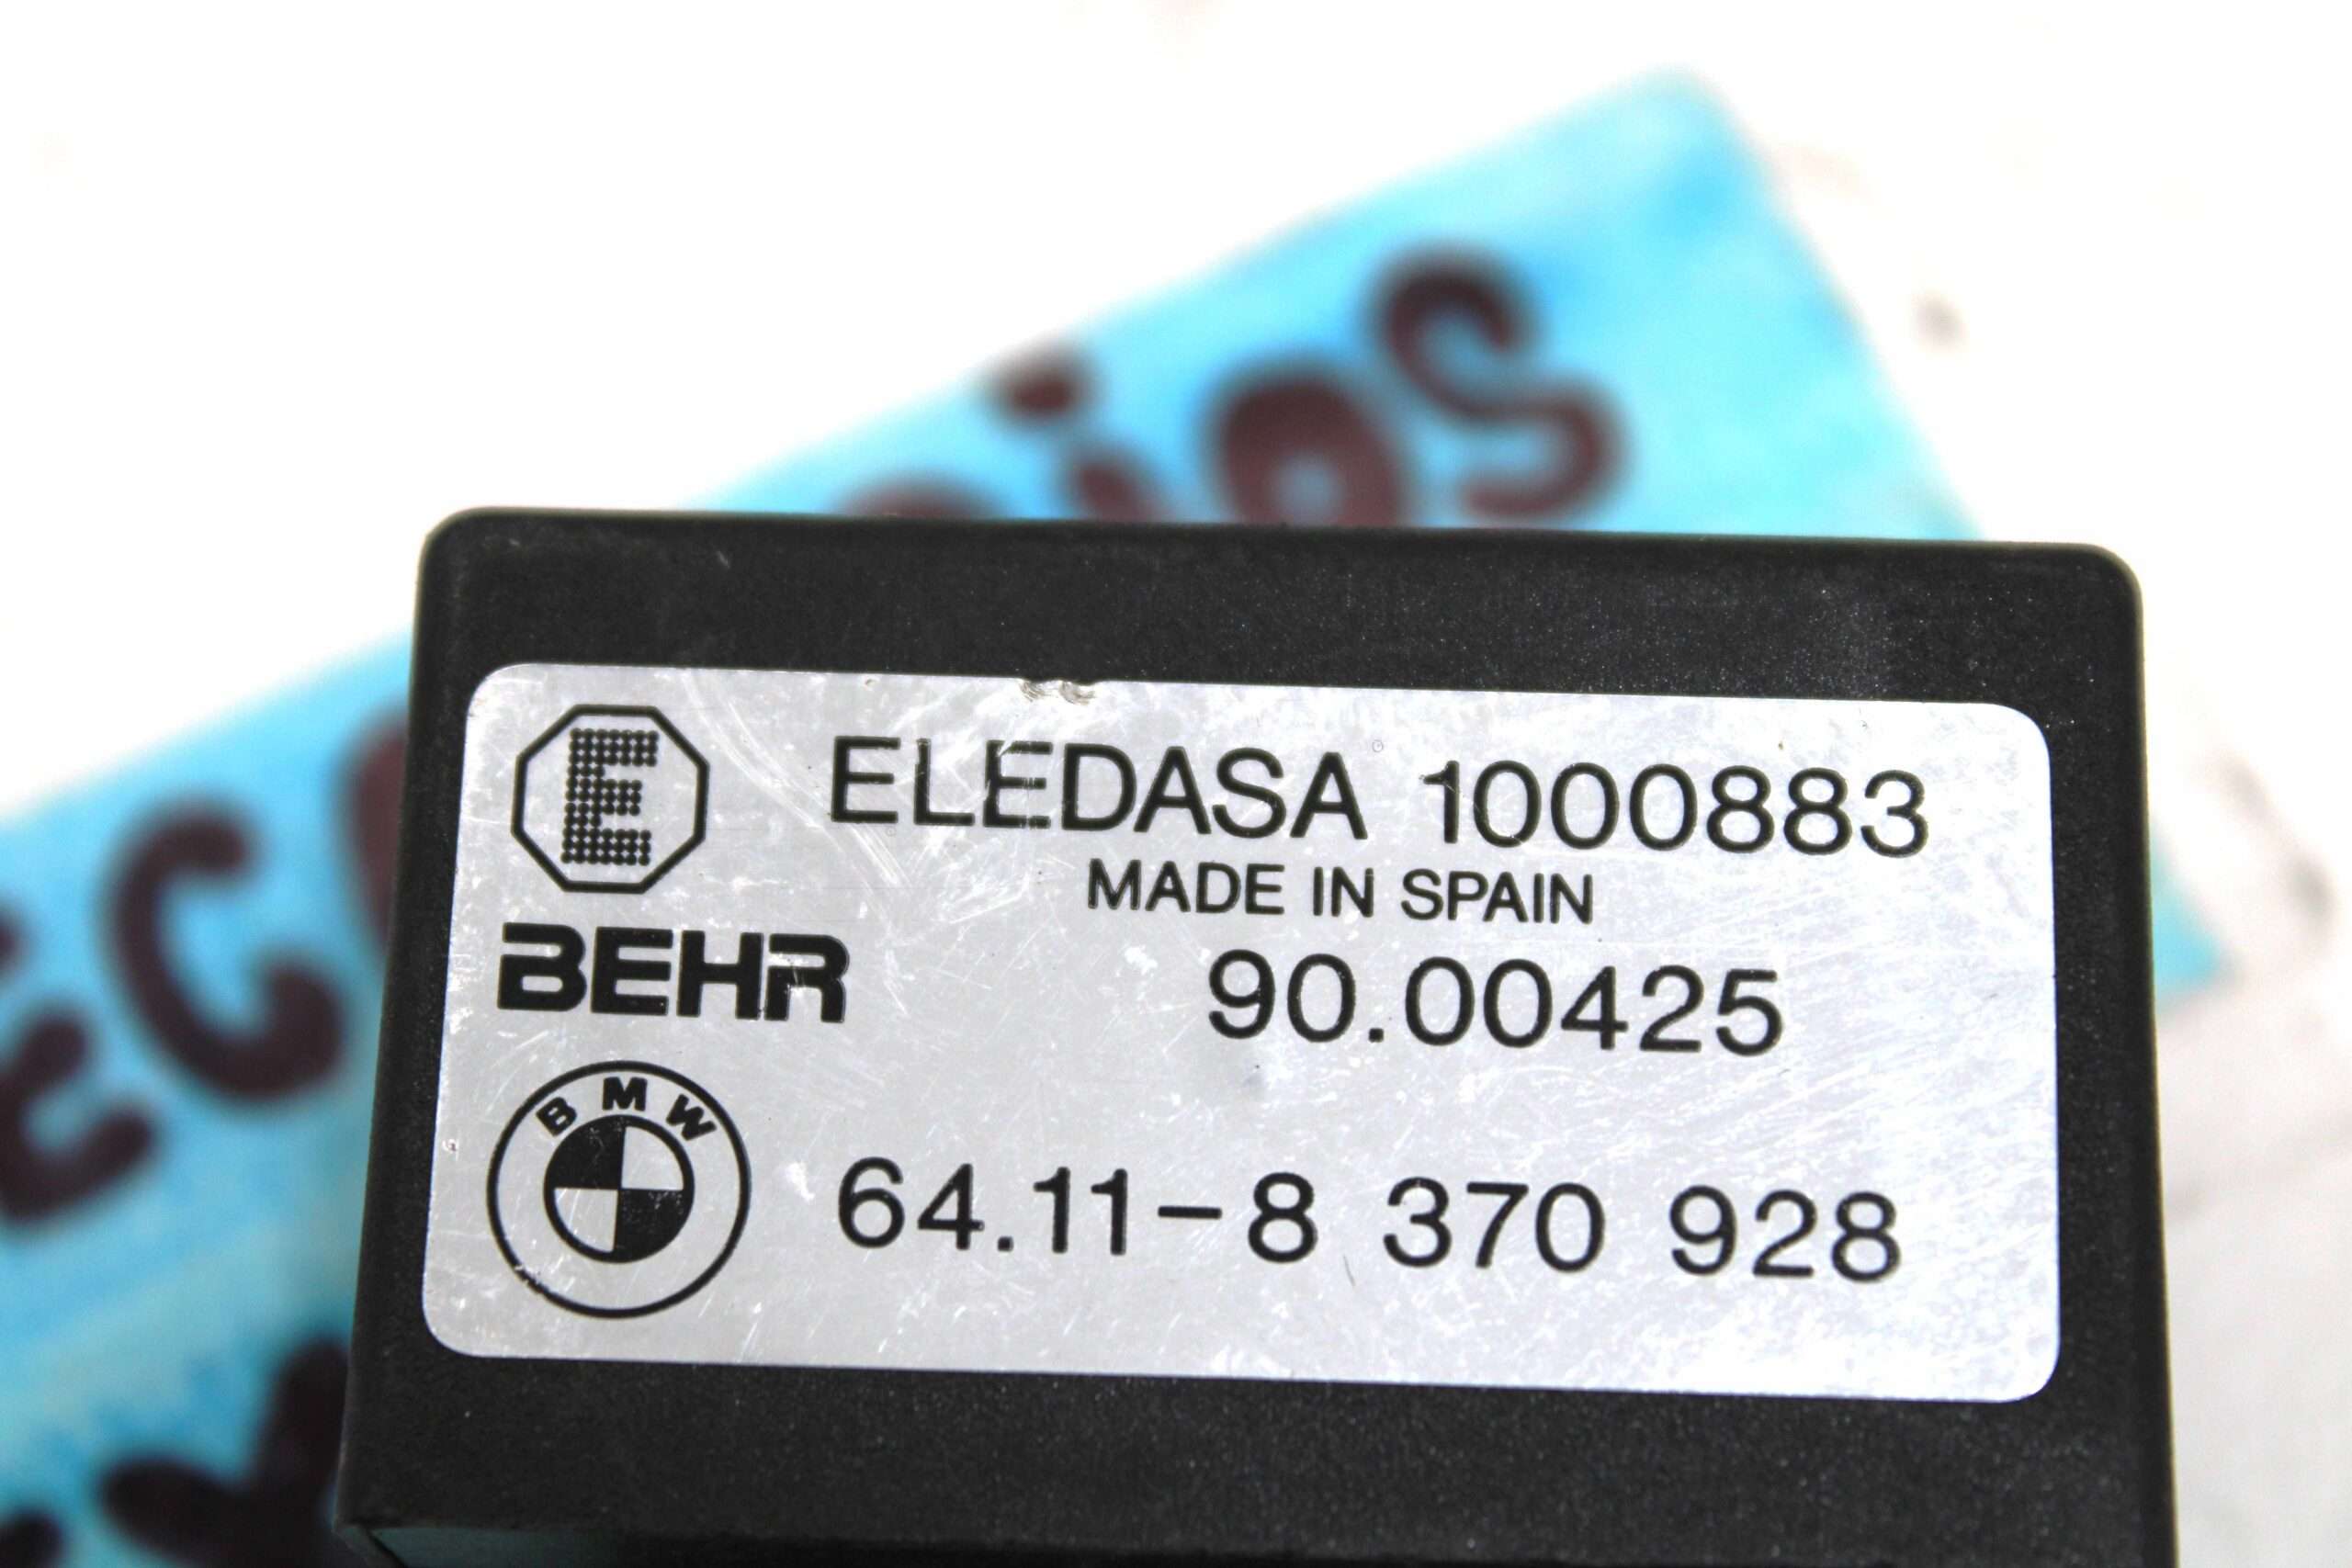 E
ELEDASA 1000883
MADE IN SPAIN
BEHR
90.00425
BMW
64.11-8 370 928